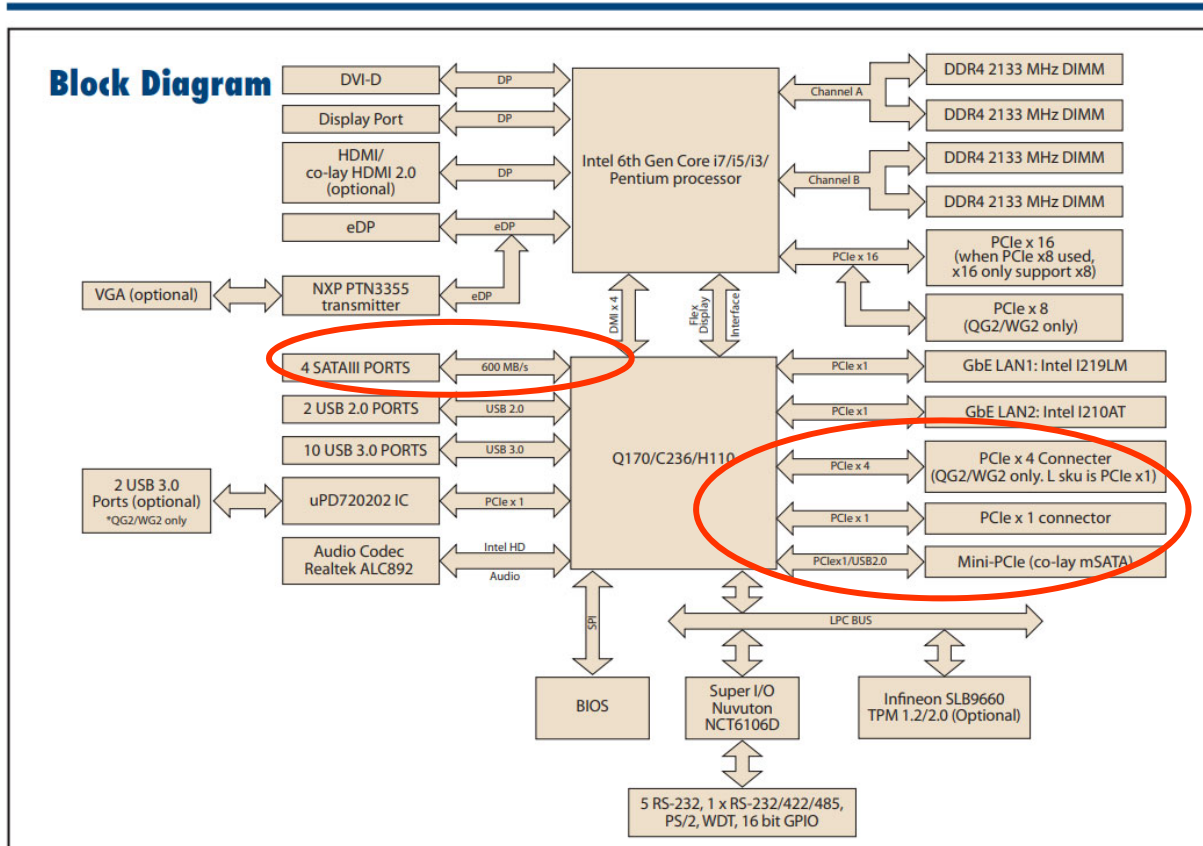 Block Diagram
DVI-D
DP
Display Port
DP
HDMI/
co-lay HDMI 2.0
(optional)
DP
eDP
eDP
VGA (optional)
NXP PTN3355
transmitter
eDP
Intel 6th Gen Core i7/i5/i3/
Pentium processor
Channel A
DDR4 2133 MHz DIMM
DDR4 2133 MHz DIMM
Channel B
DDR4 2133 MHz DIMM
DDR4 2133 MHz DIMM
PCIe x 16
PCIe x 16
(when PCIe x8 used,
x16 only support x8)
PCIe x 8
(QG2/WG2 only)
DMI x 4
Flex
Display
Interface
4 SATAIII PORTS
600 MB/s
2 USB 2.0 PORTS
USB 2.0
10 USB 3.0 PORTS
USB 3.0
2 USB 3.0
Ports (optional)
*QG2/WG2 only
uPD720202 IC
PCIe x 1
Audio Codec
Realtek ALC892
Intel HD
Audio
Q170/C236/H110
PCIe x1
GbE LAN1: Intel I219LM
PCIe x1
GbE LAN2: Intel I210AT
PCIe x 4
PCIe x 4 Connecter
(QG2/WG2 only. L sku is PCIe x1)
PCIe x 1
PCIe x 1 connector
PCIex1/USB2.0
Mini-PCIe (co-lay mSATA)
SPI
LPC BUS
BIOS
Super I/O
Nuvuton
NCT6106D
Infineon SLB9660
TPM 1.2/2.0 (Optional)
5 RS-232, 1 x RS-232/422/485,
PS/2, WDT, 16 bit GPIO